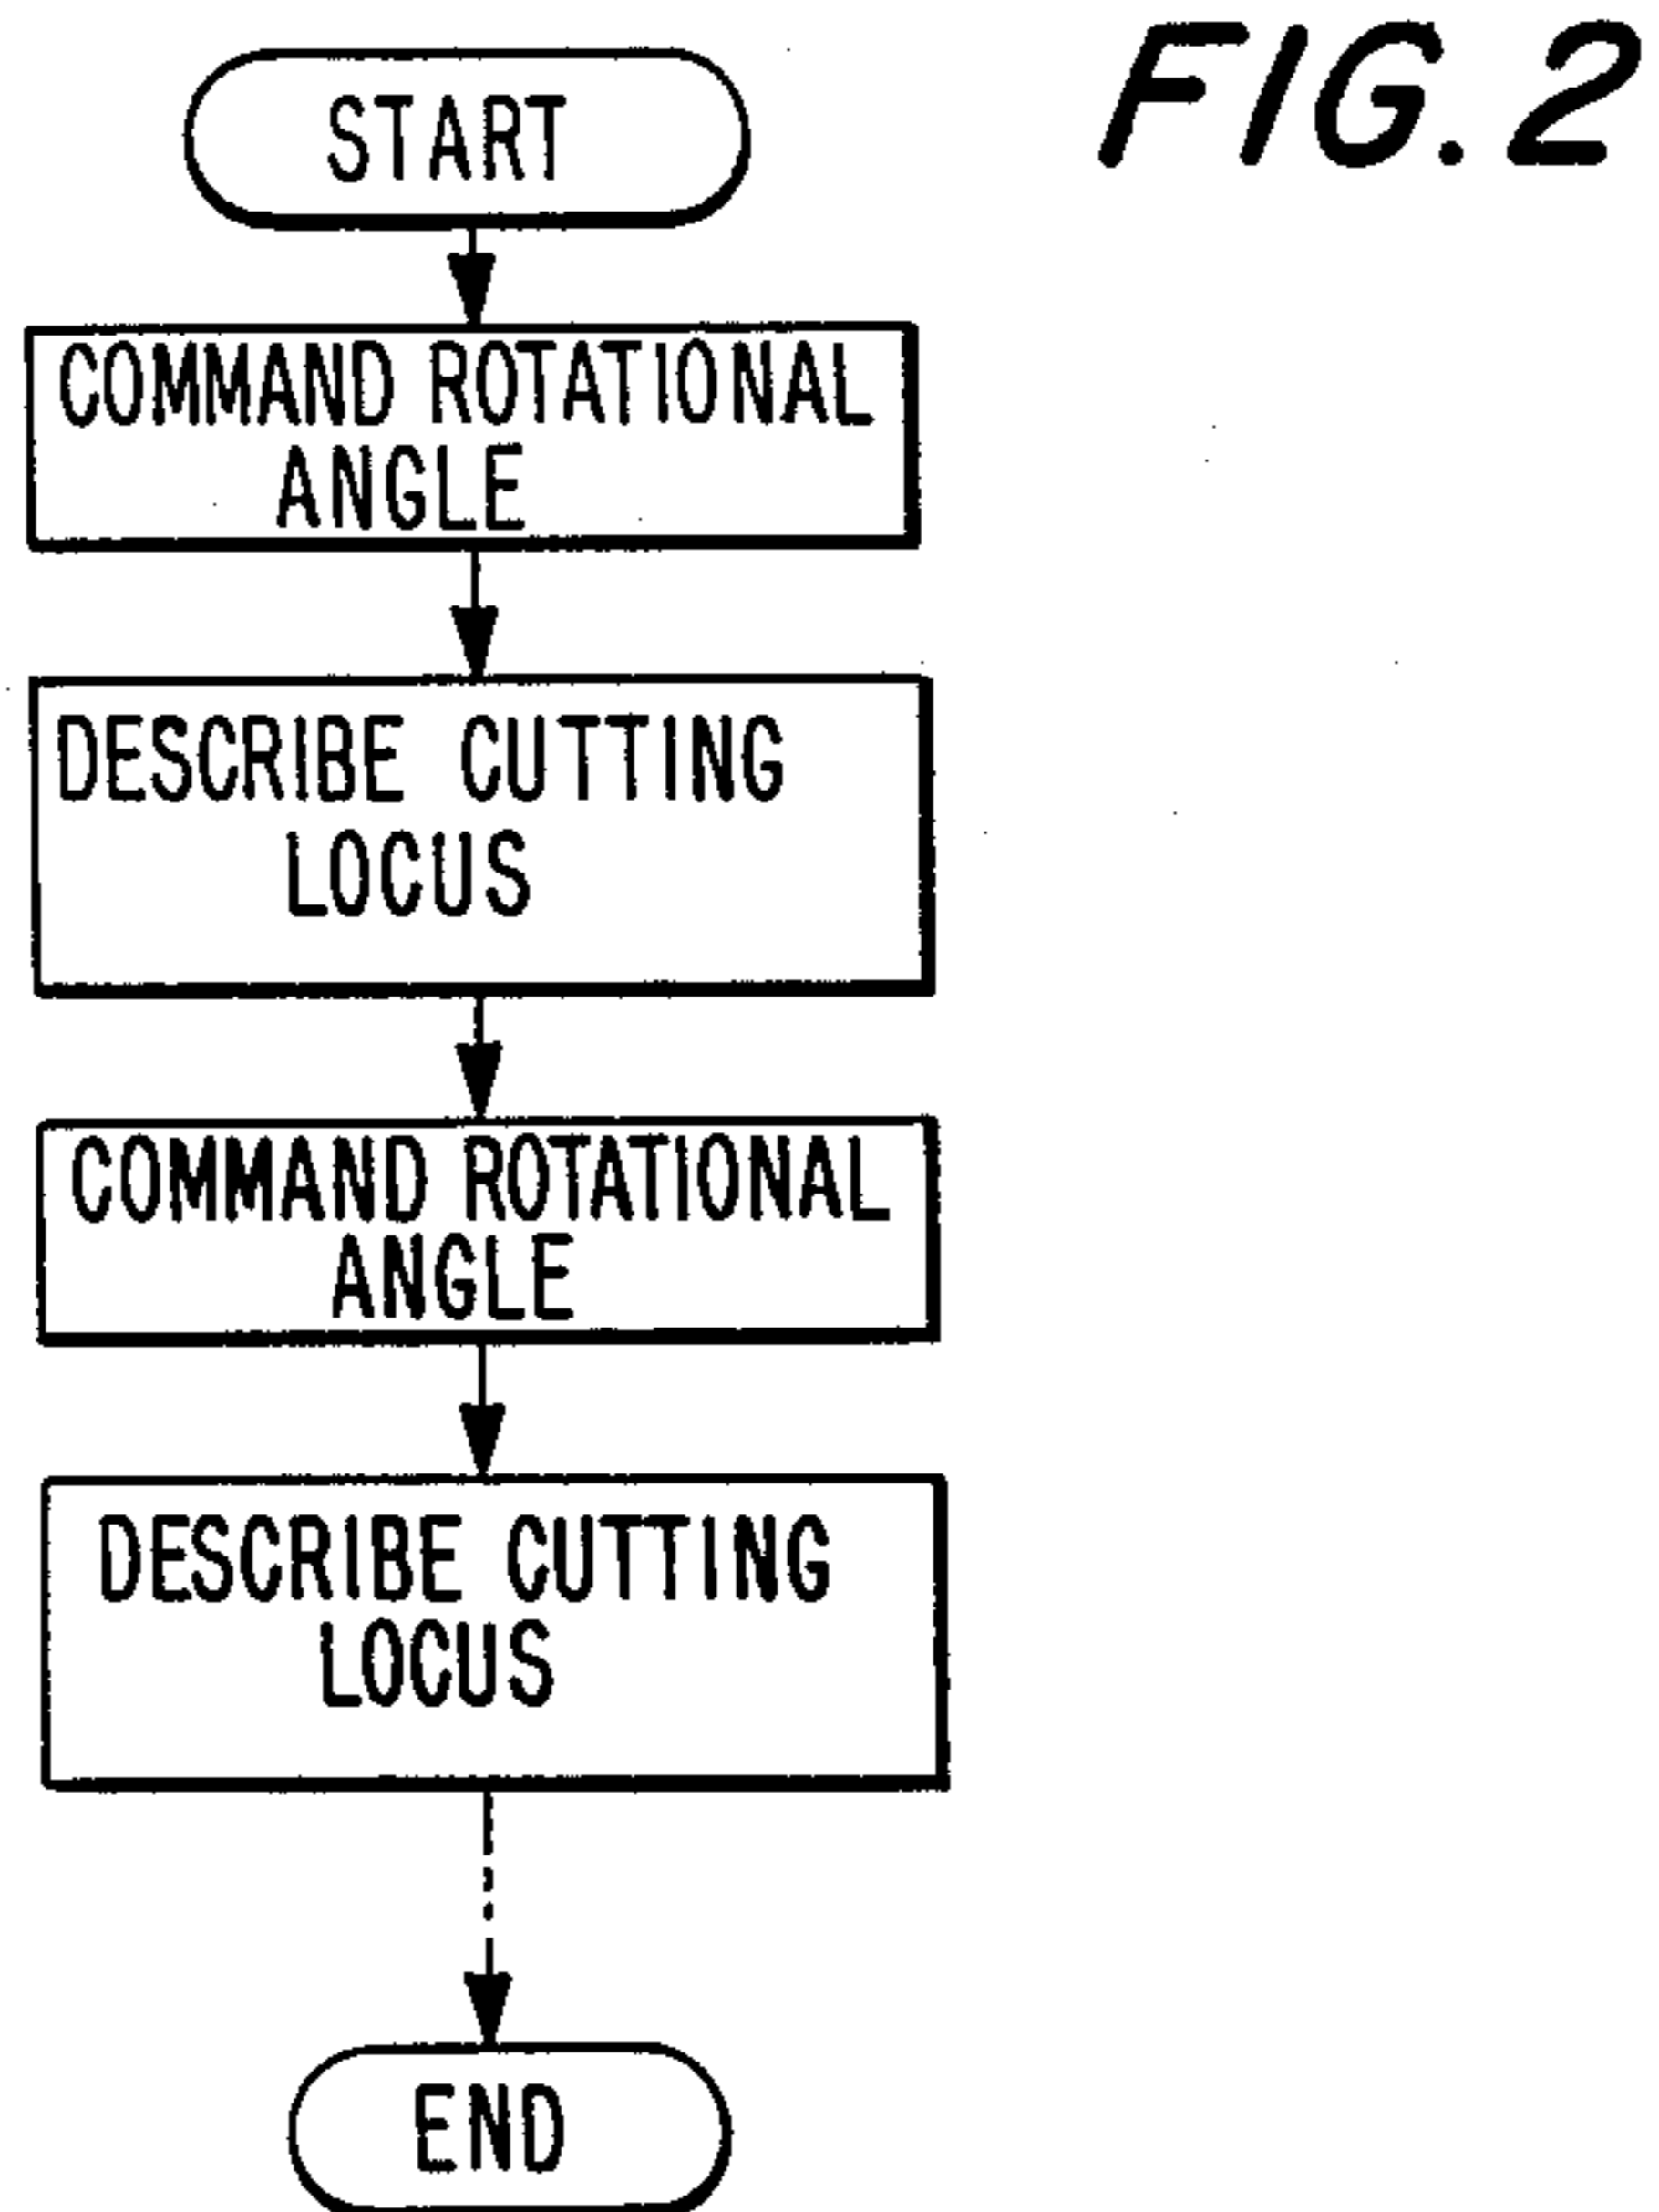 FIG. 2
START
COMMAND ROTATIONAL
ANGLE
DESCRIBE CUTTING
LOCUS
COMMAND ROTATIONAL
ANGLE
DESCRIBE CUTTING
LOCUS
END